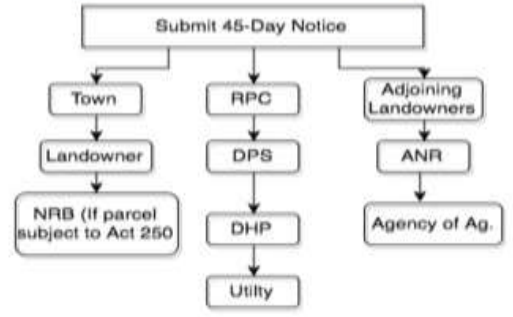 Submit 45-Day Notice
Town
RPC
Adjoining
Landowners
Landowner
DPS
ANR
NRB (If parcel
subject to Act 250
DHP
Agency of Ag.
Utilty